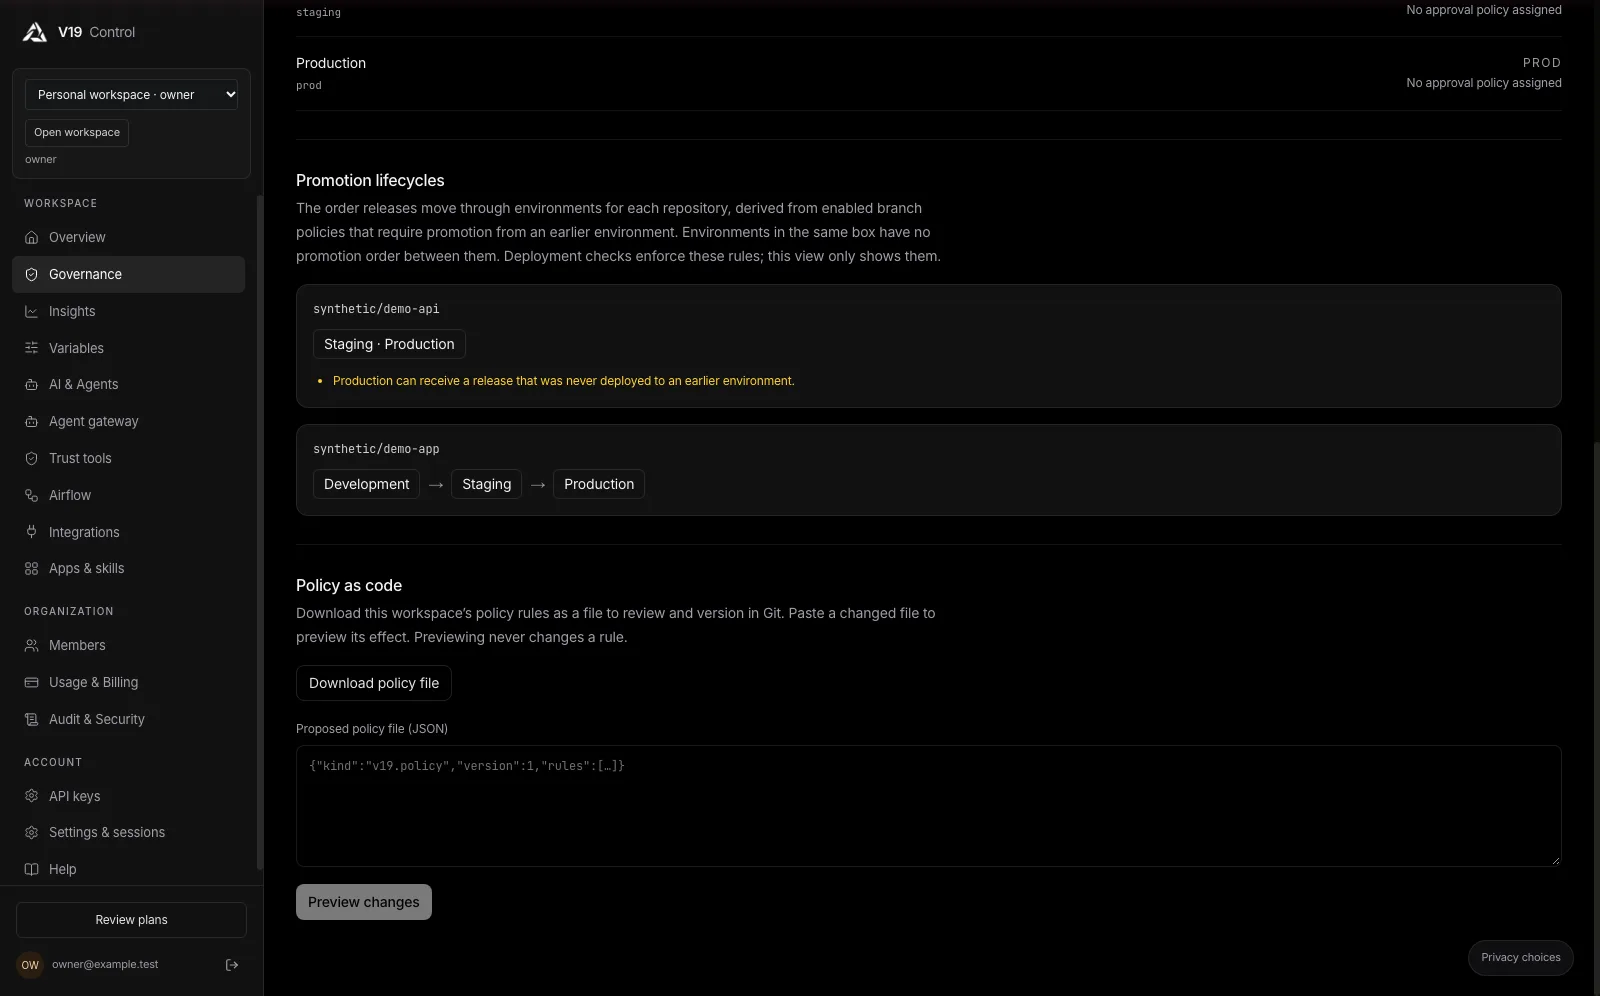 V19 Control
Personal workspace · owner
Open workspace
owner
WORKSPACE
Overview
Governance
Insights
Variables
AI & Agents
Agent gateway
Trust tools
Airflow
Integrations
Apps & skills
ORGANIZATION
Members
Usage & Billing
Audit & Security
ACCOUNT
API keys
Settings & sessions
Help
Review plans
OW owner@example.test
staging
No approval policy assigned
Production
PROD
prod
No approval policy assigned
Promotion lifecycles
The order releases move through environments for each repository, derived from enabled branch
policies that require promotion from an earlier environment. Environments in the same box have no
promotion order between them. Deployment checks enforce these rules; this view only shows them.
synthetic/demo-api
Staging · Production
• Production can receive a release that was never deployed to an earlier environment.
synthetic/demo-app
Development → Staging → Production
Policy as code
Download this workspace’s policy rules as a file to review and version in Git. Paste a changed file to
preview its effect. Previewing never changes a rule.
Download policy file
Proposed policy file (JSON)
{"kind":"v19.policy","version":1,"rules":[…]}
Preview changes
Privacy choices